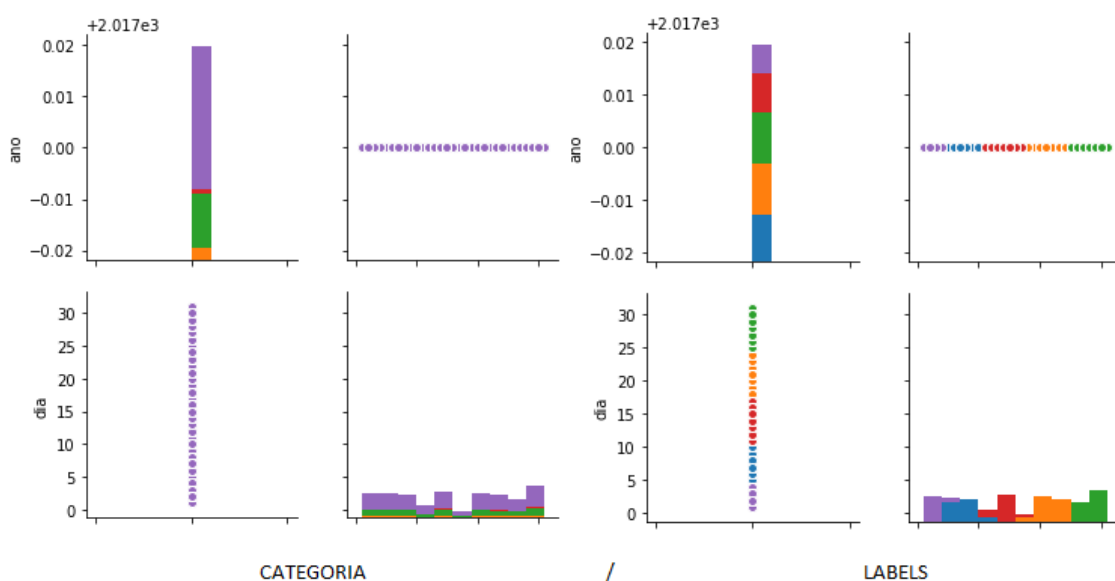 +2.017e3 +2.017e3
0.02 0.02
0.01 0.01
ano 0.00 ano 0.00
−0.01 −0.01
−0.02 −0.02
30 30
25 25
20 20
dia 15 dia 15
10 10
5 5
0 0
CATEGORIA / LABELS